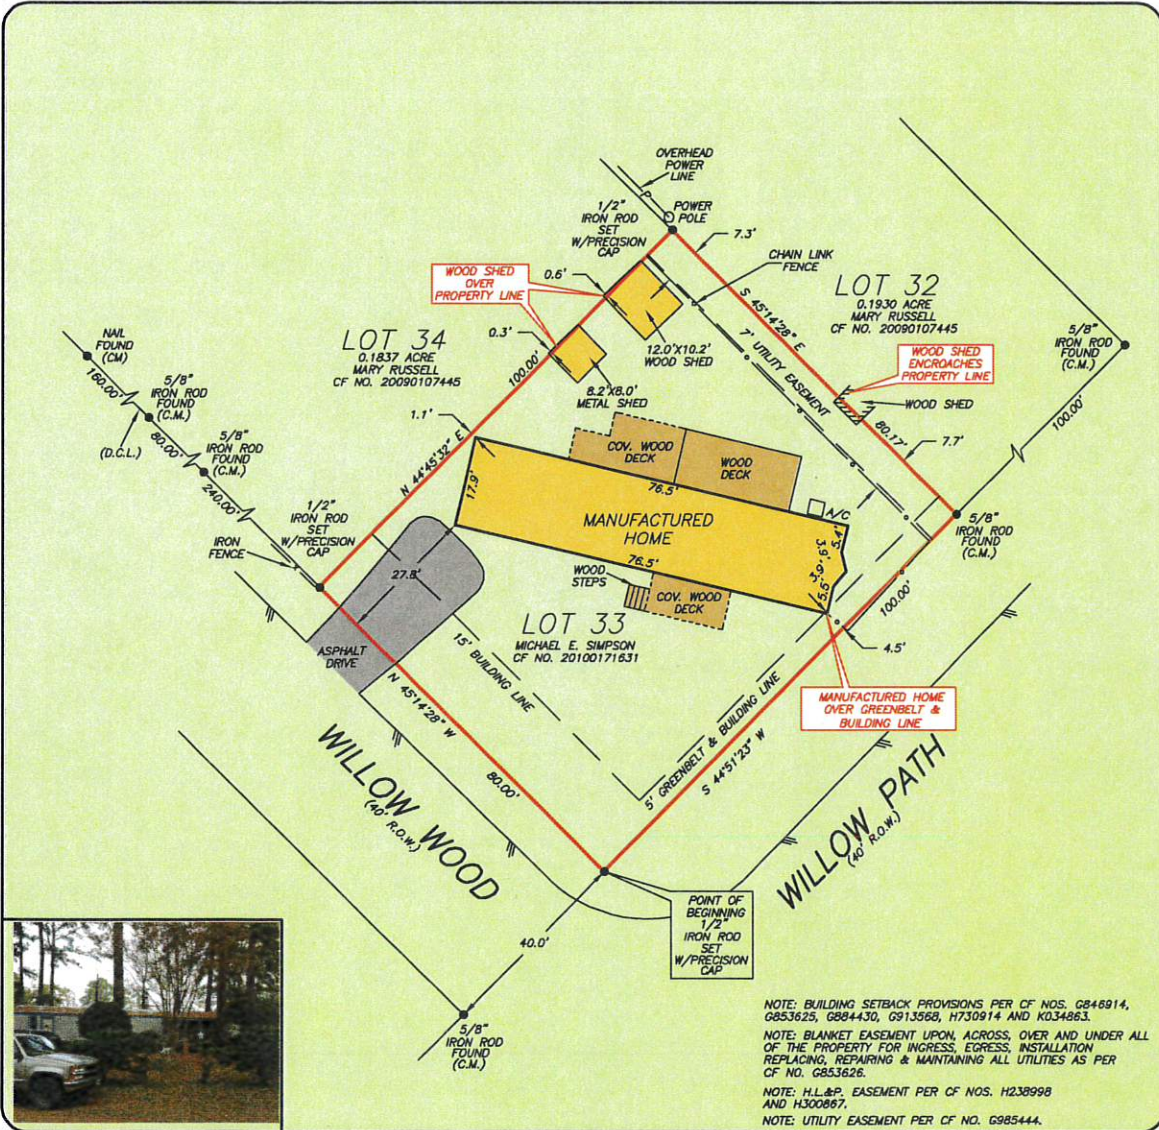 OVERHEAD
POWER
LINE
P
POWER
POLE
1/2"
IRON ROD
SET
W/PRECISION
CAP
7.3'
CHAIN LINK
FENCE
WOOD SHED
OVER
PROPERTY LINE
0.6'
0.3'
LOT 32
0.1930 ACRE
MARY RUSSELL
CF NO. 20090107445
S 45°14'28" E
7' UTILITY EASEMENT
LOT 34
0.1837 ACRE
MARY RUSSELL
CF NO. 20090107445
12.0'X10.2'
WOOD SHED
8.2'X8.0'
METAL SHED
5/8"
IRON ROD
FOUND
(C.M.)
WOOD SHED
ENCROACHES
PROPERTY LINE
WOOD SHED
80.17'
7.7'
100.00'
NAIL
FOUND
(CM)
160.00'
5/8"
IRON ROD
FOUND
(C.M.)
(D.C.L.)
80.00'
5/8"
IRON ROD
FOUND
(C.M.)
240.00'
100.00'
1.1'
N 44°45'32" E
COV. WOOD
DECK
WOOD
DECK
17.9'
76.5'
A/C
MANUFACTURED
HOME
76.5'
5.4'
3.9'
3.9'
5.5'
5/8"
IRON ROD
FOUND
(C.M.)
1/2"
IRON ROD
SET
W/PRECISION
CAP
IRON
FENCE
27.8'
WOOD
STEPS
COV. WOOD
DECK
100.00'
4.5'
LOT 33
MICHAEL E. SIMPSON
CF NO. 20100171631
ASPHALT
DRIVE
15' BUILDING LINE
N 45°14'28" W
80.00'
5' GREENBELT & BUILDING LINE
S 44°51'23" W
MANUFACTURED HOME
OVER GREENBELT &
BUILDING LINE
WILLOW WOOD
(40' R.O.W.)
WILLOW PATH
(40' R.O.W.)
POINT OF
BEGINNING
1/2"
IRON ROD
SET
W/PRECISION
CAP
40.0'
5/8"
IRON ROD
FOUND
(C.M.)
NOTE: BUILDING SETBACK PROVISIONS PER CF NOS. G846914,
G853625, G884430, G913568, H730914 AND K034863.
NOTE: BLANKET EASEMENT UPON, ACROSS, OVER AND UNDER ALL
OF THE PROPERTY FOR INGRESS, EGRESS, INSTALLATION
REPLACING, REPAIRING & MAINTAINING ALL UTILITIES AS PER
CF NO. G853626.
NOTE: H.L.&P. EASEMENT PER CF NOS. H238998
AND H300867.
NOTE: UTILITY EASEMENT PER CF NO. G985444.